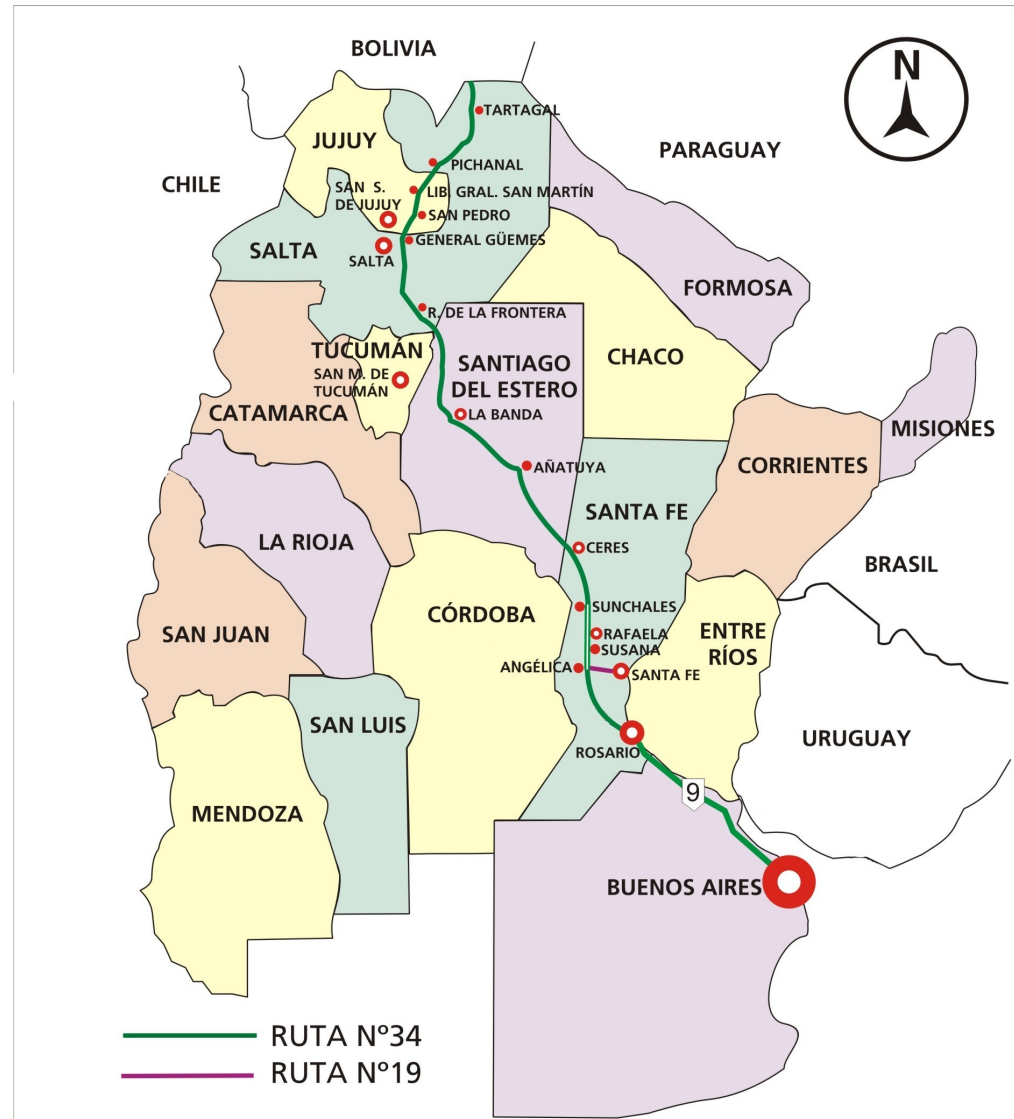 BOLIVIA
N
TARTAGAL
JUJUY
PARAGUAY
PICHANAL
CHILE
SAN S.
DE JUJUY
LIB. GRAL. SAN MARTÍN
SAN PEDRO
GENERAL GÜEMES
SALTA
SALTA
FORMOSA
R. DE LA FRONTERA
TUCUMÁN
CHACO
SANTIAGO
DEL ESTERO
SAN M. DE
TUCUMÁN
CATAMARCA
LA BANDA
MISIONES
AÑATUYA
CORRIENTES
SANTA FE
LA RIOJA
CERES
BRASIL
SUNCHALES
CÓRDOBA
SAN JUAN
RAFAELA
ENTRE
RÍOS
SUSANA
ANGÉLICA
SANTA FE
SAN LUIS
URUGUAY
ROSARIO
9
MENDOZA
BUENOS AIRES
RUTA Nº34
RUTA Nº19